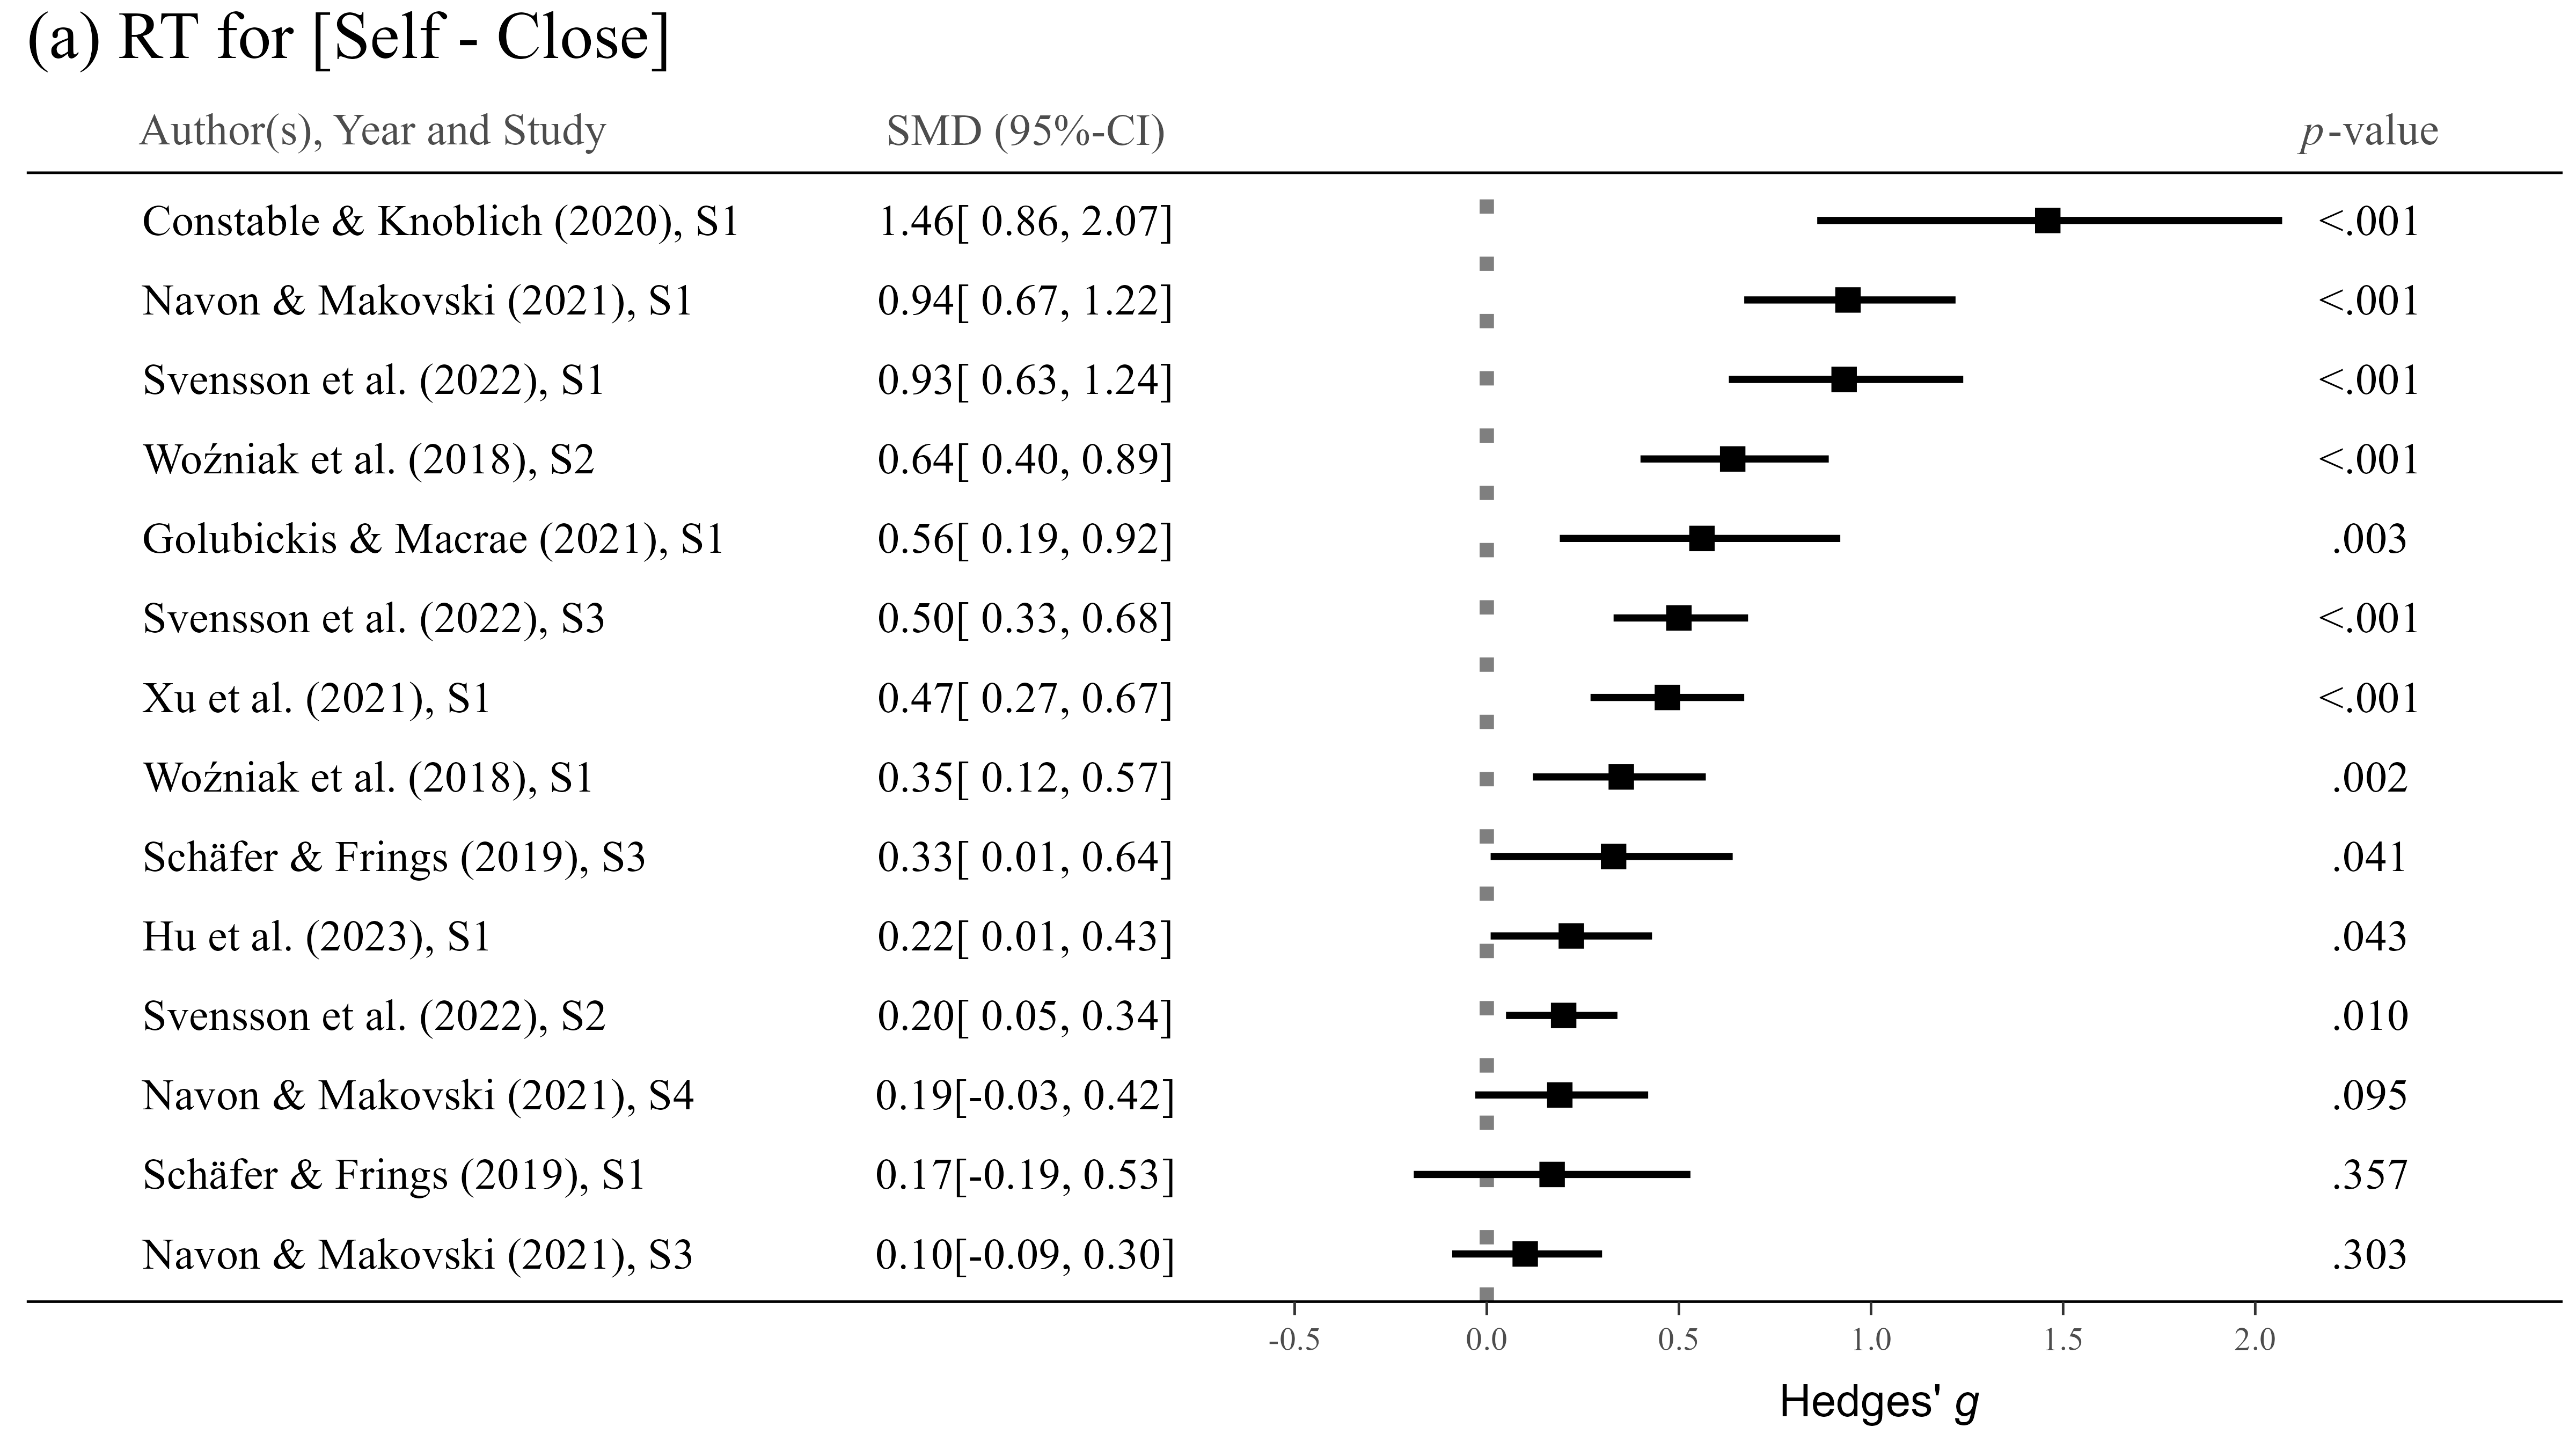 (a) RT for [Self - Close]
Author(s), Year and Study SMD (95%-CI) p-value
Constable & Knoblich (2020), S1 1.46[ 0.86, 2.07] <.001
Navon & Makovski (2021), S1 0.94[ 0.67, 1.22] <.001
Svensson et al. (2022), S1 0.93[ 0.63, 1.24] <.001
Woźniak et al. (2018), S2 0.64[ 0.40, 0.89] <.001
Golubickis & Macrae (2021), S1 0.56[ 0.19, 0.92] .003
Svensson et al. (2022), S3 0.50[ 0.33, 0.68] <.001
Xu et al. (2021), S1 0.47[ 0.27, 0.67] <.001
Woźniak et al. (2018), S1 0.35[ 0.12, 0.57] .002
Schäfer & Frings (2019), S3 0.33[ 0.01, 0.64] .041
Hu et al. (2023), S1 0.22[ 0.01, 0.43] .043
Svensson et al. (2022), S2 0.20[ 0.05, 0.34] .010
Navon & Makovski (2021), S4 0.19[-0.03, 0.42] .095
Schäfer & Frings (2019), S1 0.17[-0.19, 0.53] .357
Navon & Makovski (2021), S3 0.10[-0.09, 0.30] .303
-0.5 0.0 0.5 1.0 1.5 2.0
Hedges' g